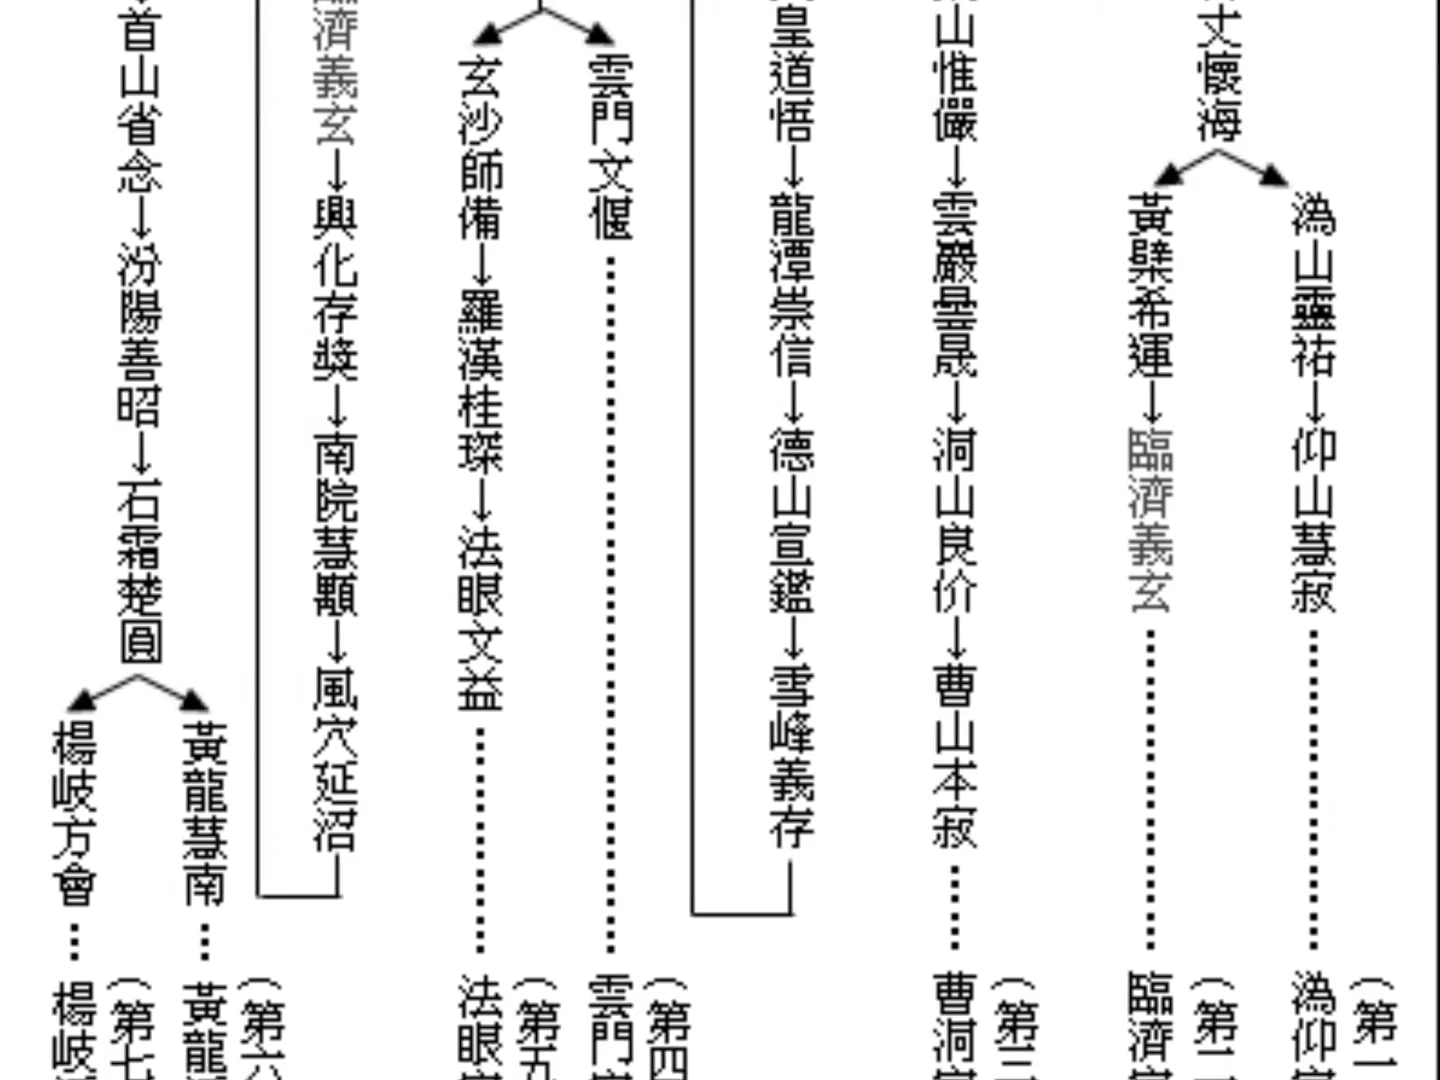 丈懷海
潙山靈祐→仰山慧寂
(第一
潙仰
黃檗希運→臨濟義玄
(第二
臨濟
山惟儼→雲巖曇晟→洞山良价→曹山本寂
(第三
曹洞
皇道悟→龍潭崇信→德山宣鑑→雪峰義存
雲門文偃
(第四
雲門
玄沙師備→羅漢桂琛→法眼文益
(第五
法眼
濟義玄→興化存獎→南院慧顒→風穴延沼
首山省念→汾陽善昭→石霜楚圓
黃龍慧南
(第六
黃龍
楊岐方會
(第七
楊岐